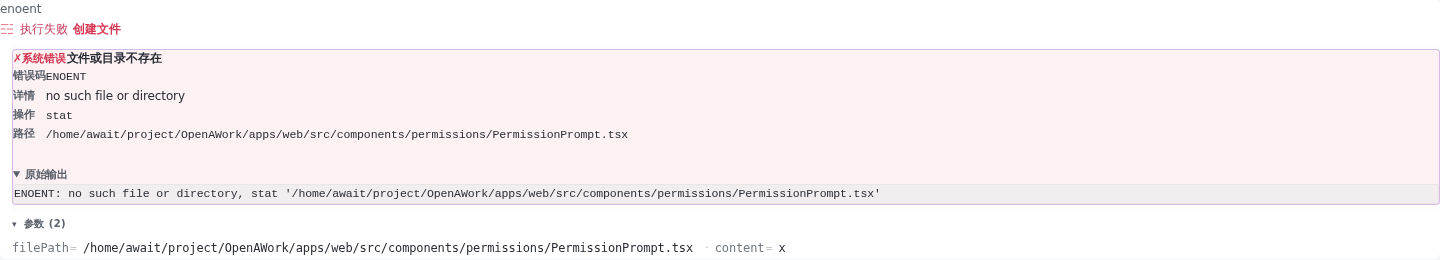 enoent
执行失败 创建文件
✗系统错误文件或目录不存在
错误码ENOENT
详情 no such file or directory
操作 stat
路径 /home/await/project/OpenAWork/apps/web/src/components/permissions/PermissionPrompt.tsx
▼ 原始输出
ENOENT: no such file or directory, stat '/home/await/project/OpenAWork/apps/web/src/components/permissions/PermissionPrompt.tsx'
▾ 参数 (2)
filePath= /home/await/project/OpenAWork/apps/web/src/components/permissions/PermissionPrompt.tsx · content= x